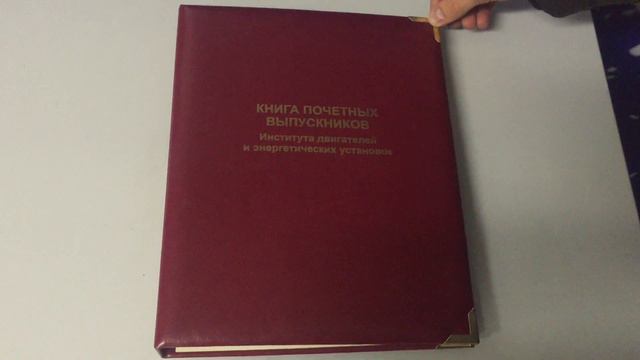 КНИГА ПОЧЕТНЫХ
ВЫПУСКНИКОВ
Института двигателей
и энергетических установок